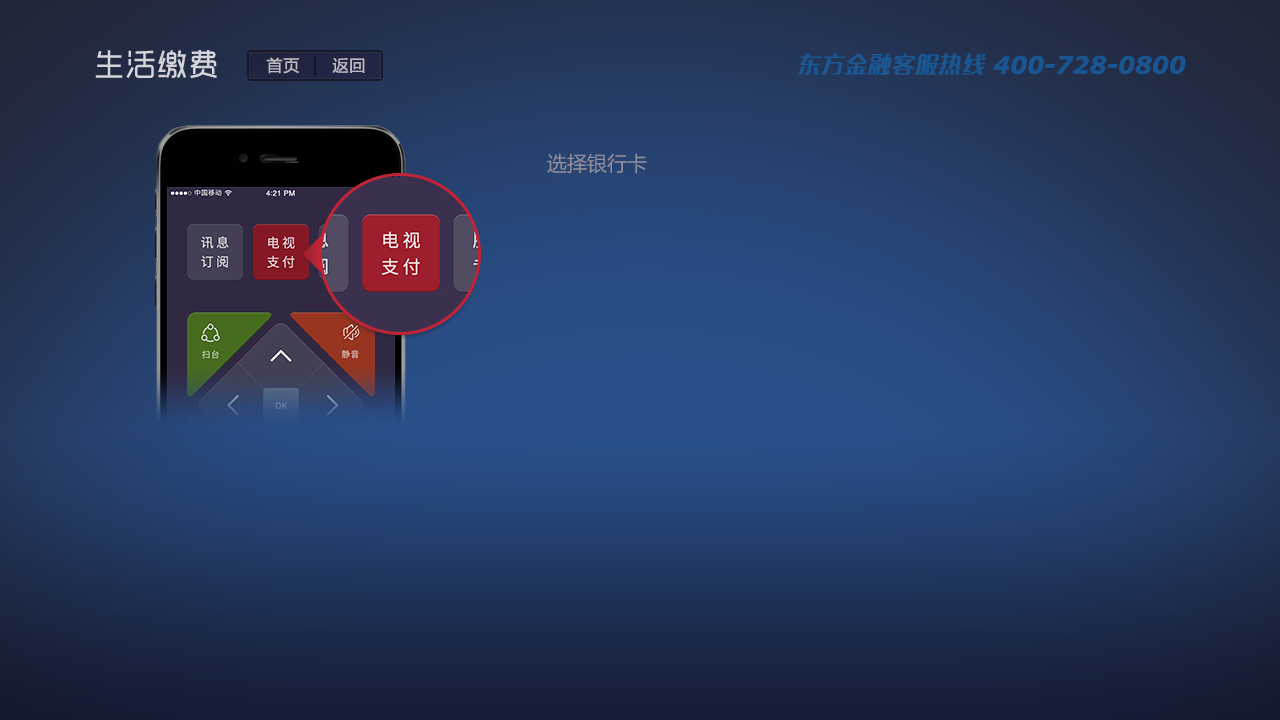 生活缴费
首页
返回
东方金融客服热线 400-728-0800
选择银行卡
中国移动
4:21 PM
讯息
订阅
电视
支付
电视
支付
扫台
静音
OK